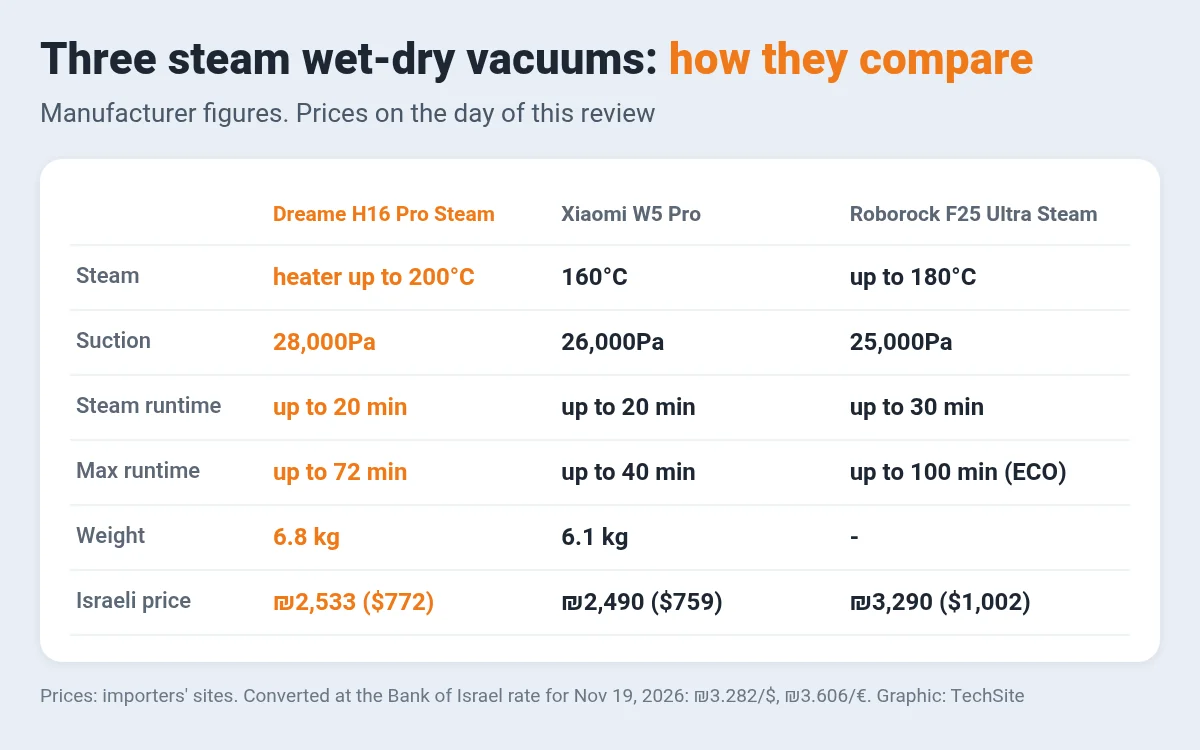 Three steam wet-dry vacuums: how they compare
Manufacturer figures. Prices on the day of this review
Dreame H16 Pro Steam Xiaomi W5 Pro Roborock F25 Ultra Steam
Steam heater up to 200°C 160°C up to 180°C
Suction 28,000Pa 26,000Pa 25,000Pa
Steam runtime up to 20 min up to 20 min up to 30 min
Max runtime up to 72 min up to 40 min up to 100 min (ECO)
Weight 6.8 kg 6.1 kg -
Israeli price ₪2,533 ($772) ₪2,490 ($759) ₪3,290 ($1,002)
Prices: importers' sites. Converted at the Bank of Israel rate for Nov 19, 2026: ₪3.282/$, ₪3.606/€. Graphic: TechSite